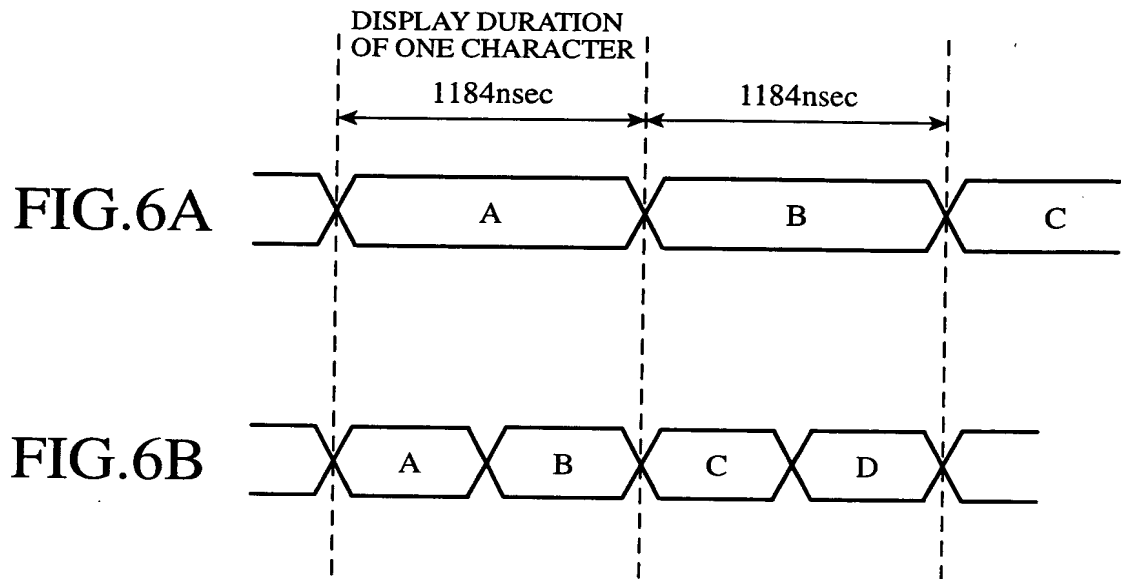 DISPLAY DURATION
OF ONE CHARACTER
1184nsec
1184nsec
FIG.6A
A
B
C
FIG.6B
A
B
C
D